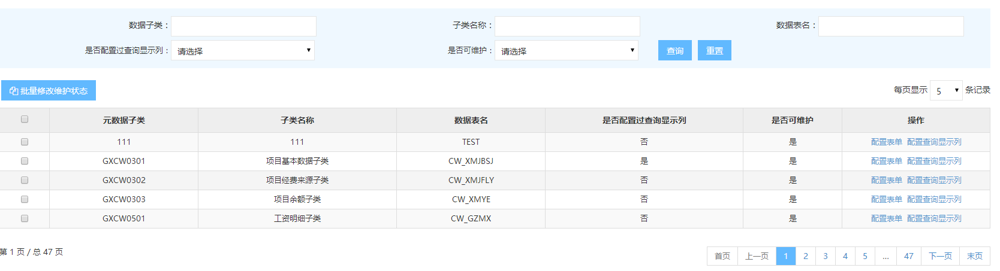 数据子类： 子类名称： 数据表名：
是否配置过查询显示列： 请选择 是否可维护： 请选择 查询 重置
批量修改维护状态 每页显示 5 条记录
元数据子类 子类名称 数据表名 是否配置过查询显示列 是否可维护 操作
111 111 TEST 否 是 配置表单 配置查询显示列
GXCW0301 项目基本数据子类 CW_XMJBSJ 是 是 配置表单 配置查询显示列
GXCW0302 项目经费来源子类 CW_XMJFLY 否 是 配置表单 配置查询显示列
GXCW0303 项目余额子类 CW_XMYE 否 是 配置表单 配置查询显示列
GXCW0501 工资明细子类 CW_GZMX 否 是 配置表单 配置查询显示列
第 1 页 / 总 47 页 首页 上一页 1 2 3 4 5 ... 47 下一页 末页